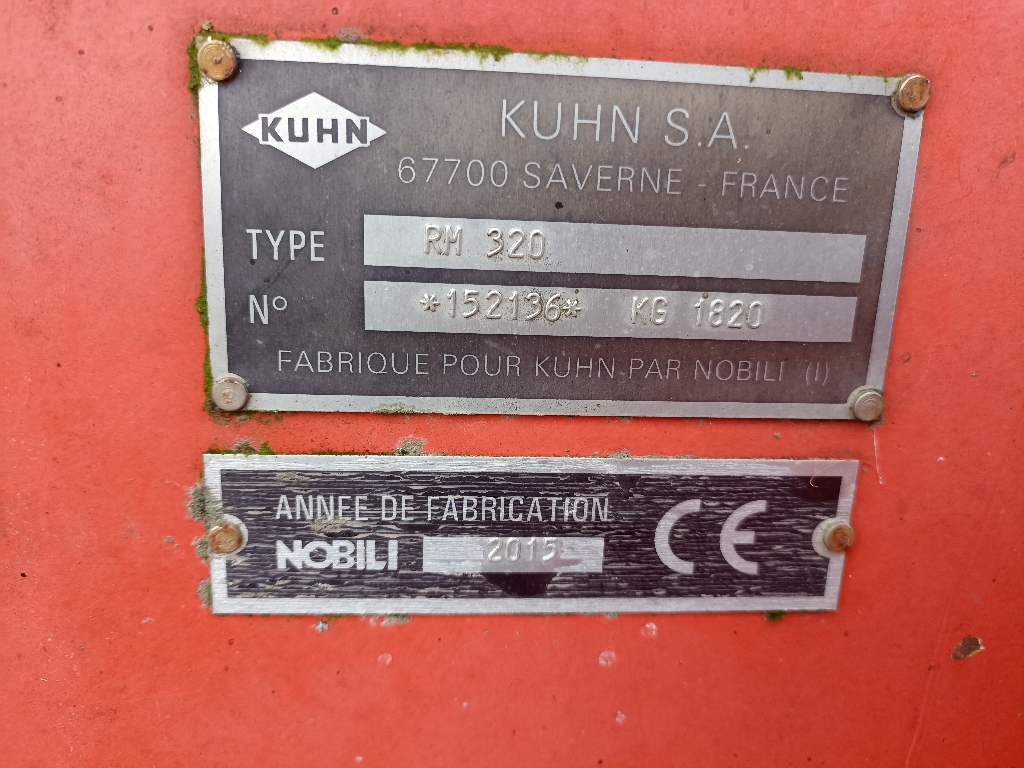 KUHN
KUHN S.A.
67700 SAVERNE - FRANCE
TYPE RM 320
N° *152136* KG 1820
FABRIQUE POUR KUHN PAR NOBILI (I)
ANNEE DE FABRICATION
NOBILI 2015
CE